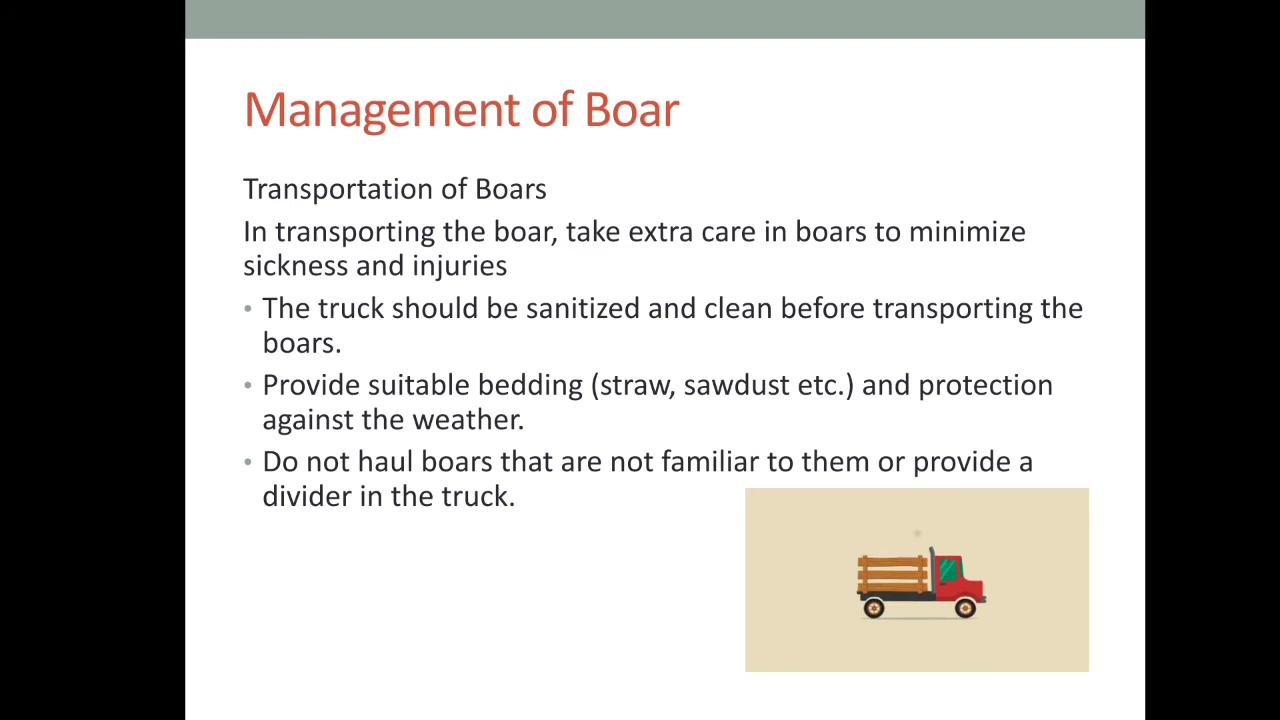 Management of Boar
Transportation of Boars
In transporting the boar, take extra care in boars to minimize
sickness and injuries
• The truck should be sanitized and clean before transporting the
boars.
• Provide suitable bedding (straw, sawdust etc.) and protection
against the weather.
• Do not haul boars that are not familiar to them or provide a
divider in the truck.